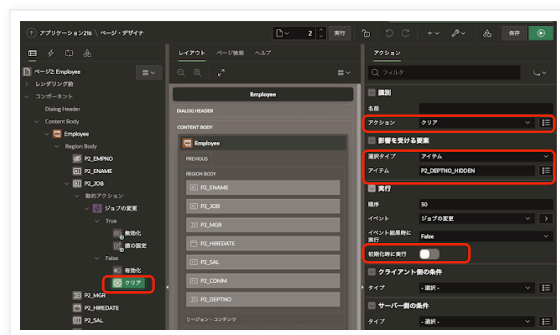 アプリケーション216 \ ページ・デザイナ
2
実行
保存
レイアウト
ページ検索
ヘルプ
アクション
ページ2: Employee
レンダリング前
コンポーネント
Dialog Header
Content Body
Employee
Region Body
P2_EMPNO
P2_ENAME
P2_JOB
動的アクション
ジョブの変更
True
無効化
値の設定
False
有効化
クリア
P2_MGR
P2_HIREDATE
P2_SAL
Employee
DIALOG HEADER
CONTENT BODY
Employee
PREVIOUS
REGION BODY
P2_ENAME
P2_JOB
P2_MGR
P2_HIREDATE
P2_SAL
P2_COMM
P2_DEPTNO
リージョン・コンテンツ
フィルタ
識別
名前
アクション
クリア
影響を受ける要素
選択タイプ
アイテム
アイテム
P2_DEPTNO_HIDDEN
実行
順序
30
イベント
ジョブの変更
イベント結果時に
実行
False
初期化時に実行
クライアント側の条件
タイプ
- 選択 -
サーバー側の条件
タイプ
- 選択 -